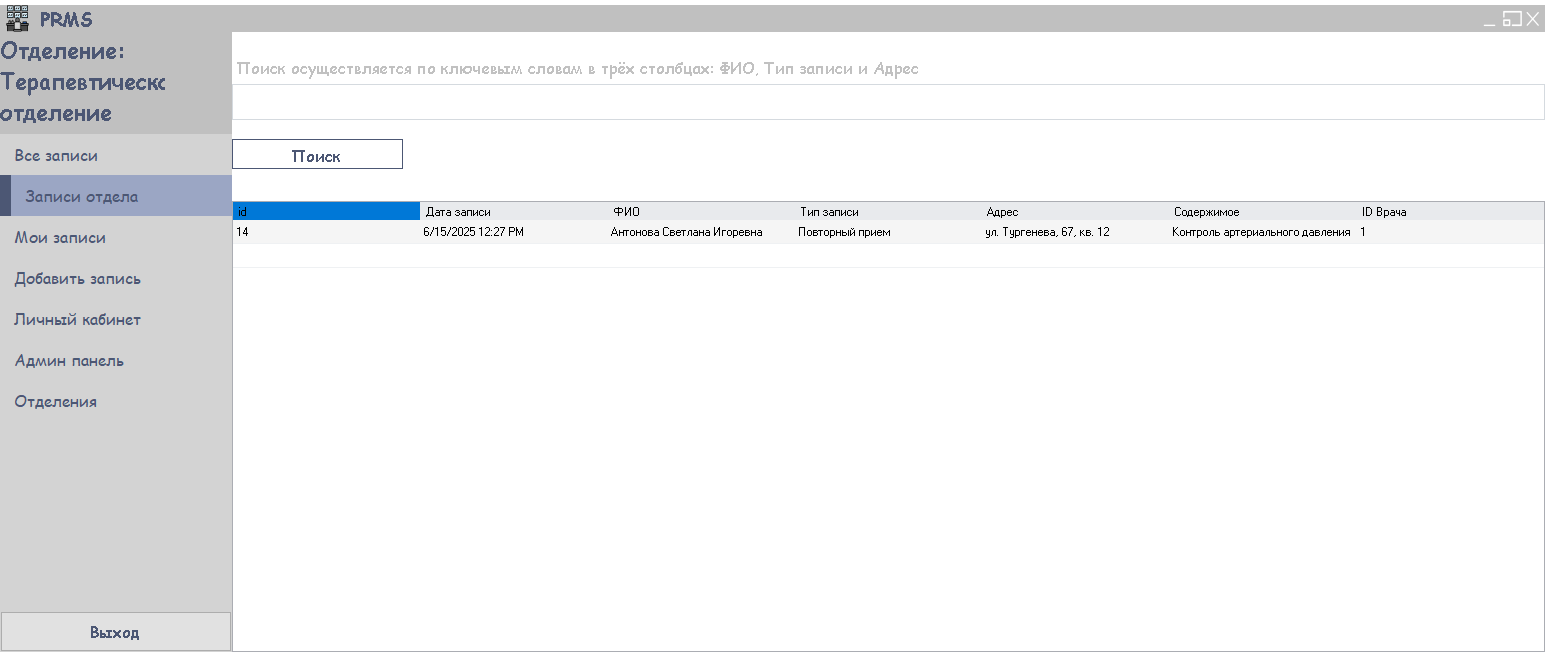 PRMS
Отделение:
Терапевтическо
отделение
Все записи
Записи отдела
Мои записи
Добавить запись
Личный кабинет
Админ панель
Отделения
Выход
Поиск осуществляется по ключевым словам в трёх столбцах: ФИО, Тип записи и Адрес
Поиск
id Дата записи ФИО Тип записи Адрес Содержимое ID Врача
14 6/15/2025 12:27 PM Антонова Светлана Игоревна Повторный прием ул. Тургенева, 67, кв. 12 Контроль артериального давления 1